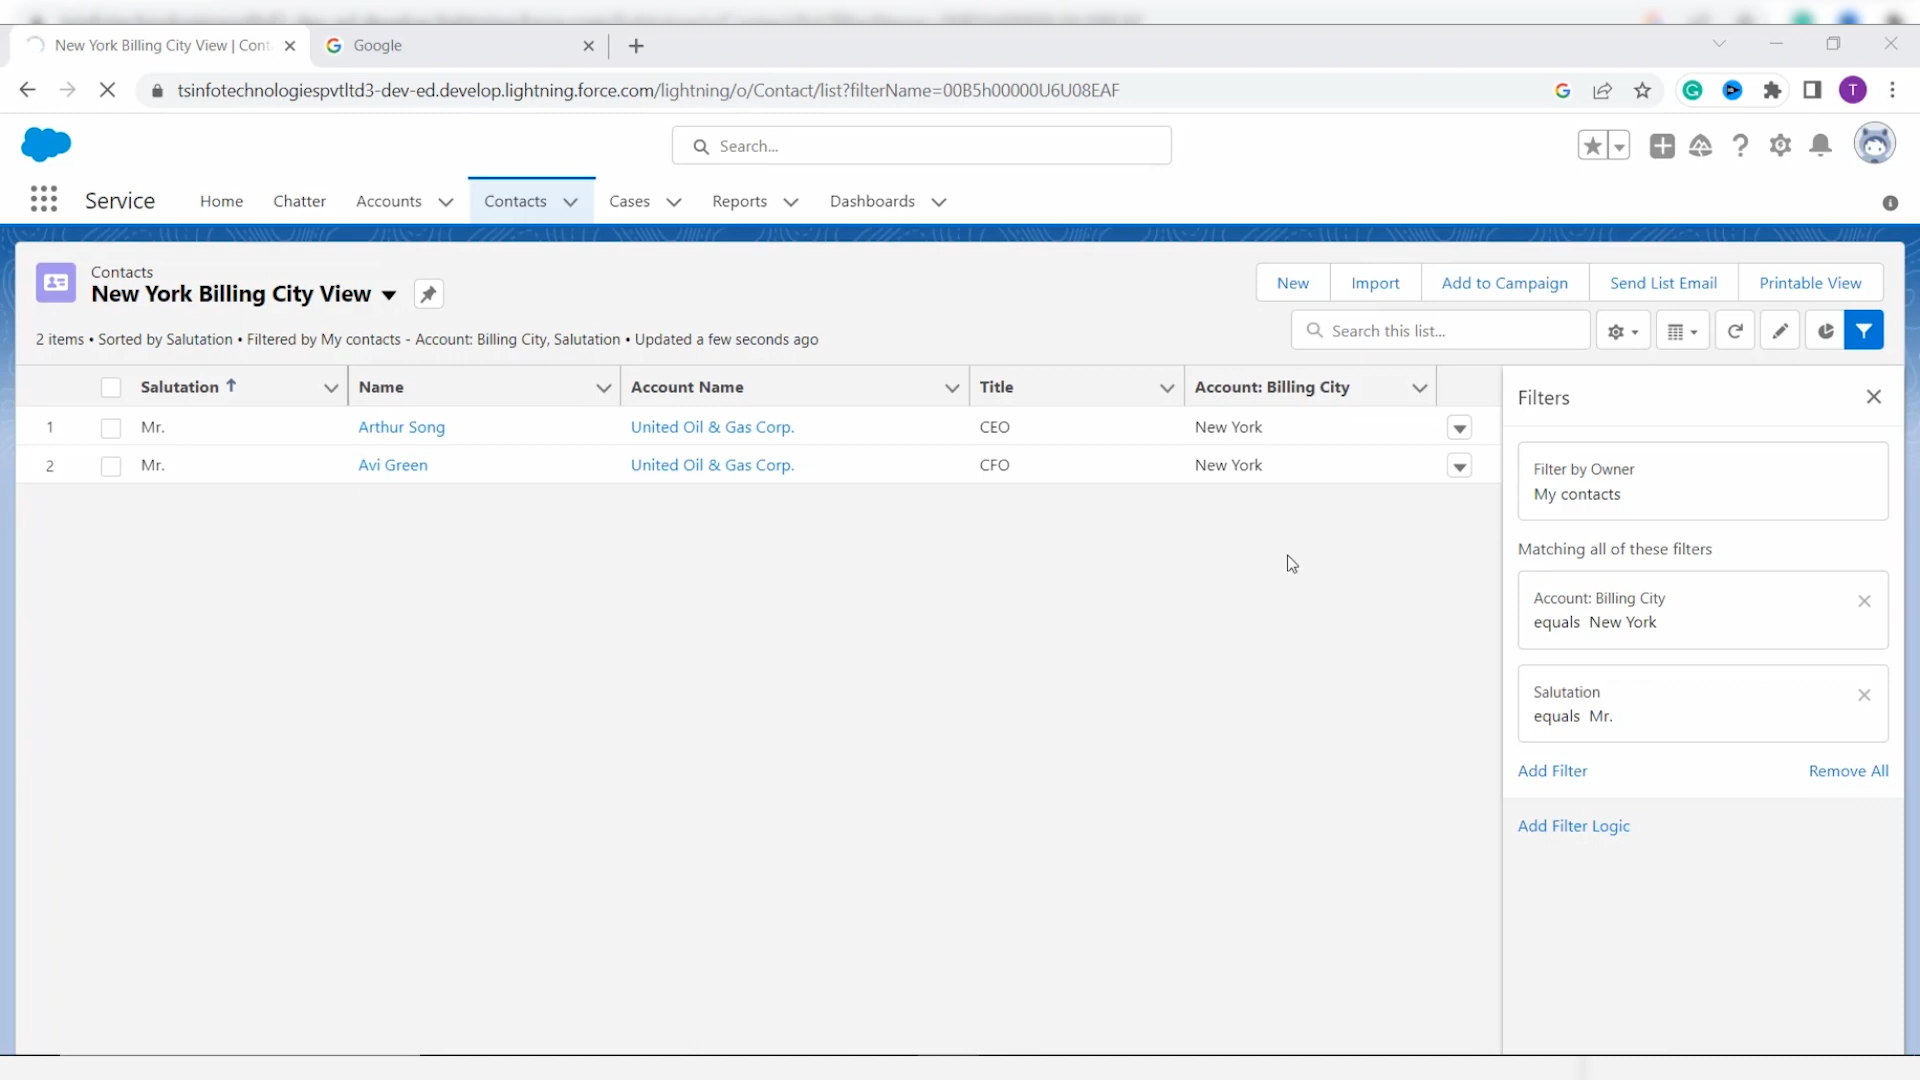 New York Billing City View | Cont
Google
tsinfotechnologiespvtltd3-dev-ed.develop.lightning.force.com/lightning/o/Contact/list?filterName=00B5h00000U6U08EAF
T
Search...
Service
Home
Chatter
Accounts
Contacts
Cases
Reports
Dashboards
Contacts
New York Billing City View
New
Import
Add to Campaign
Send List Email
Printable View
2 items • Sorted by Salutation • Filtered by My contacts - Account: Billing City, Salutation • Updated a few seconds ago
Search this list...
Salutation Name Account Name Title Account: Billing City
1 Mr. Arthur Song United Oil & Gas Corp. CEO New York
2 Mr. Avi Green United Oil & Gas Corp. CFO New York
Filters
Filter by Owner
My contacts
Matching all of these filters
Account: Billing City
equals New York
Salutation
equals Mr.
Add Filter
Remove All
Add Filter Logic